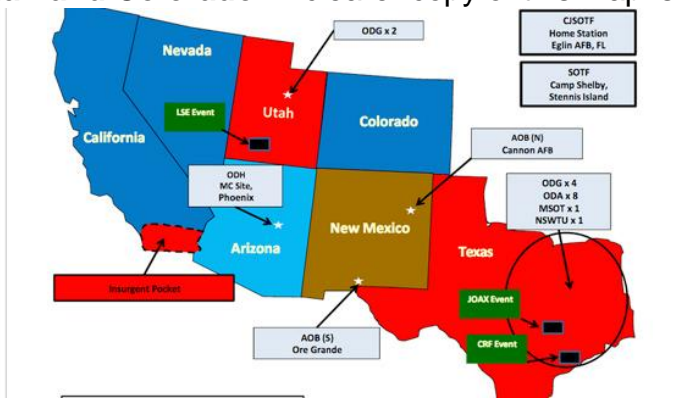 ODG x 2
CJSOTF
Home Station
Eglin AFB, FL
SOTF
Camp Shelby,
Stennis Island
Nevada
LSE Event
Utah
California
Colorado
AOB (N)
Cannon AFB
ODH
MC Site,
Phoenix
ODG x 4
ODA x 8
MSOT x 1
NSWTU x 1
New Mexico
Arizona
Texas
Insurgent Pocket
JOAX Event
AOB (S)
Ore Grande
CRF Event